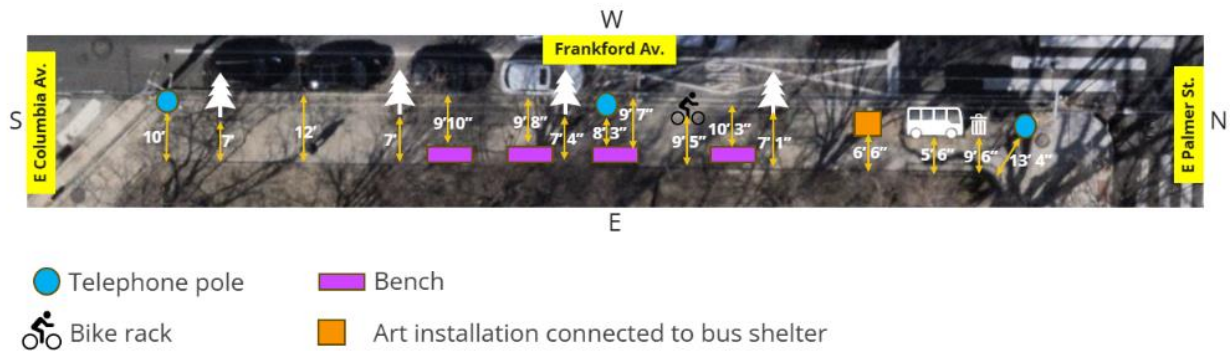 W
Frankford Av.
E Columbia Av.
S
N
E Palmer St.
10’
7’
12’
7’
9’10”
9’ 8”
7’ 4”
8’ 3”
9’ 7”
9’ 5”
10’ 3”
7’ 1”
6’ 6”
5’ 6”
9’ 6”
13’ 4”
E
Telephone pole
Bench
Bike rack
Art installation connected to bus shelter